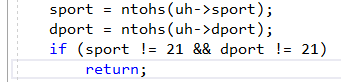 sport = ntohs(uh->sport);
dport = ntohs(uh->dport);
if (sport != 21 && dport != 21)
return;